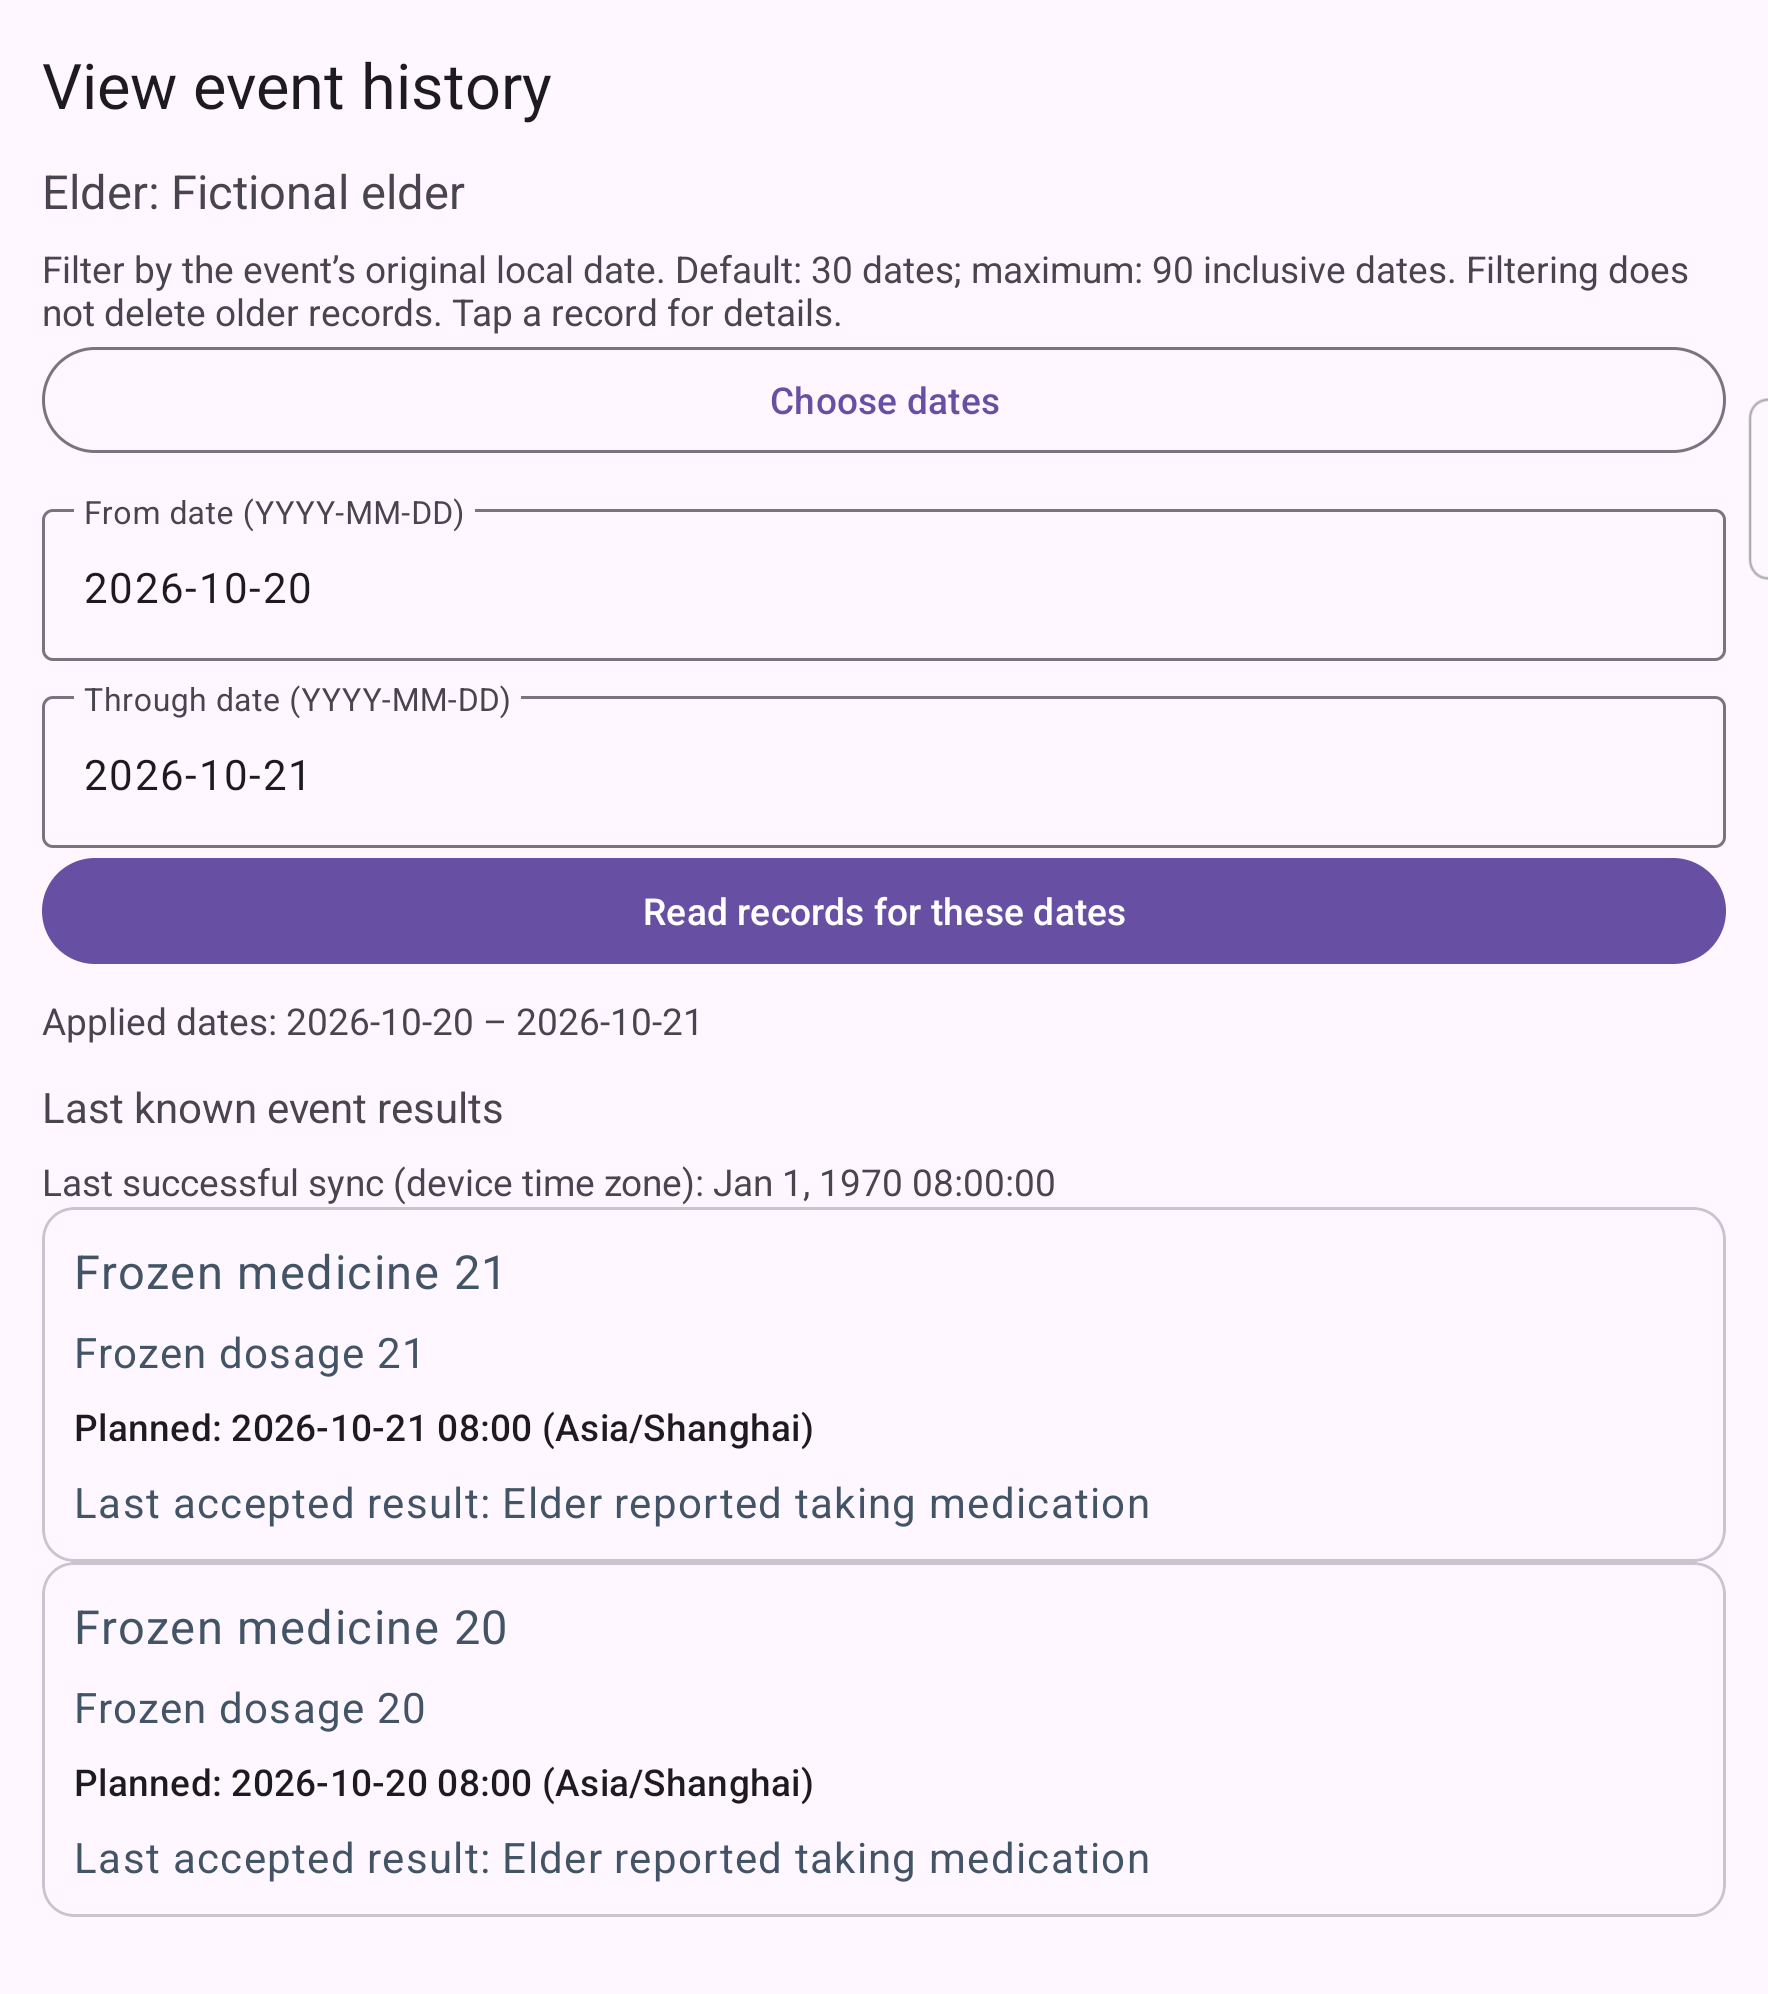 View event history
Elder: Fictional elder
Filter by the event’s original local date. Default: 30 dates; maximum: 90 inclusive dates. Filtering does
not delete older records. Tap a record for details.
Choose dates
From date (YYYY-MM-DD)
2026-10-20
Through date (YYYY-MM-DD)
2026-10-21
Read records for these dates
Applied dates: 2026-10-20 – 2026-10-21
Last known event results
Last successful sync (device time zone): Jan 1, 1970 08:00:00
Frozen medicine 21
Frozen dosage 21
Planned: 2026-10-21 08:00 (Asia/Shanghai)
Last accepted result: Elder reported taking medication
Frozen medicine 20
Frozen dosage 20
Planned: 2026-10-20 08:00 (Asia/Shanghai)
Last accepted result: Elder reported taking medication